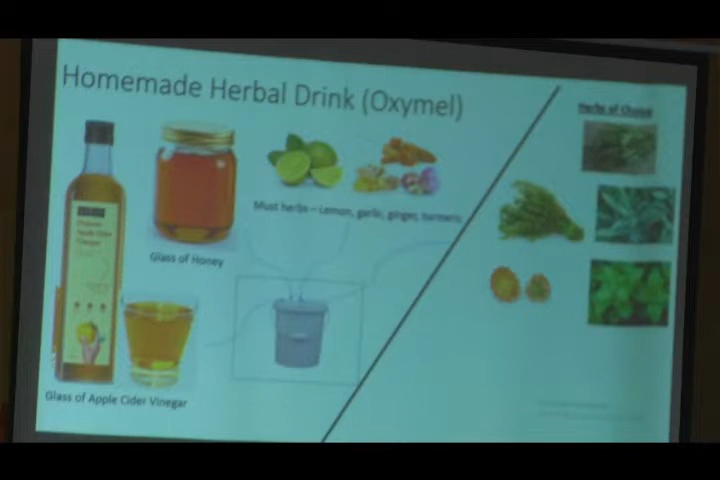 Homemade Herbal Drink (Oxymel)
Herbs of Choice
Must herbs – Lemon, garlic, ginger, turmeric
Glass of Honey
Glass of Apple Cider Vinegar